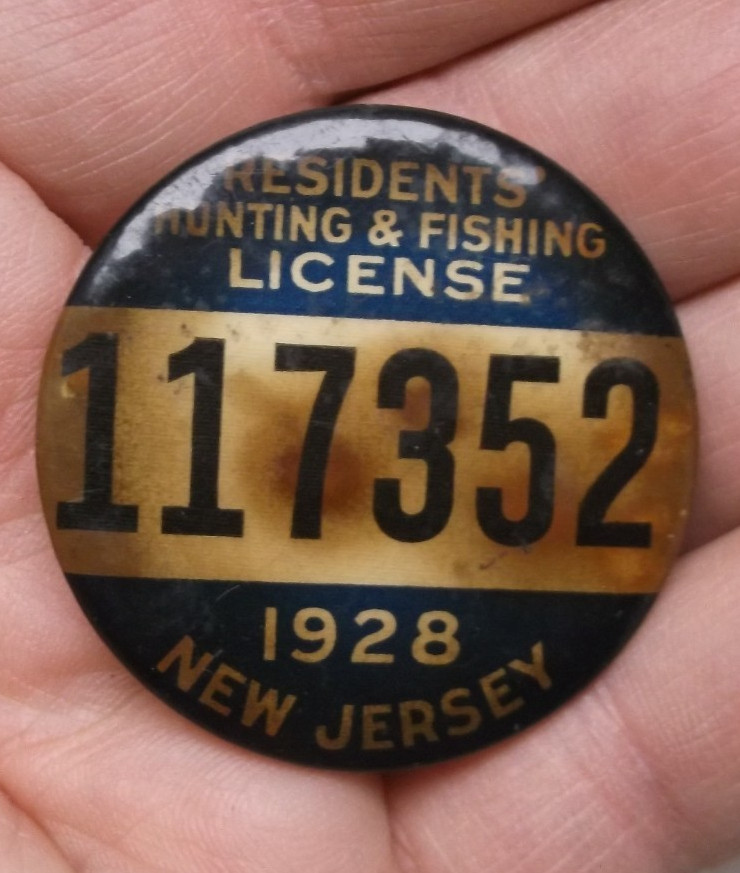 RESIDENTS'
HUNTING & FISHING
LICENSE
117352
1928
NEW JERSEY